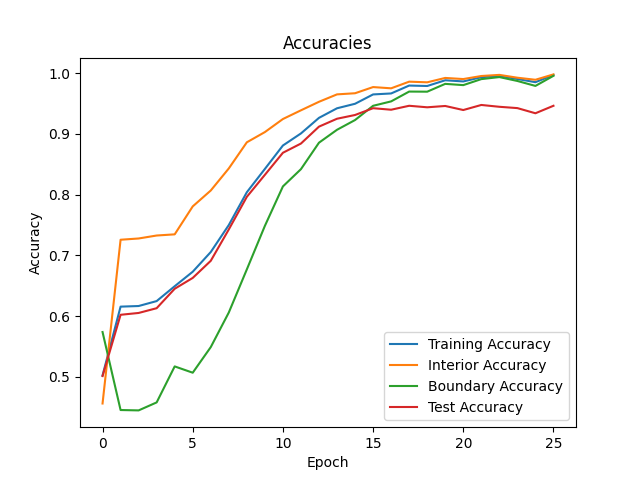 Accuracies
Accuracy
1.0
0.9
0.8
0.7
0.6
0.5
Training Accuracy
Interior Accuracy
Boundary Accuracy
Test Accuracy
0 5 10 15 20 25
Epoch